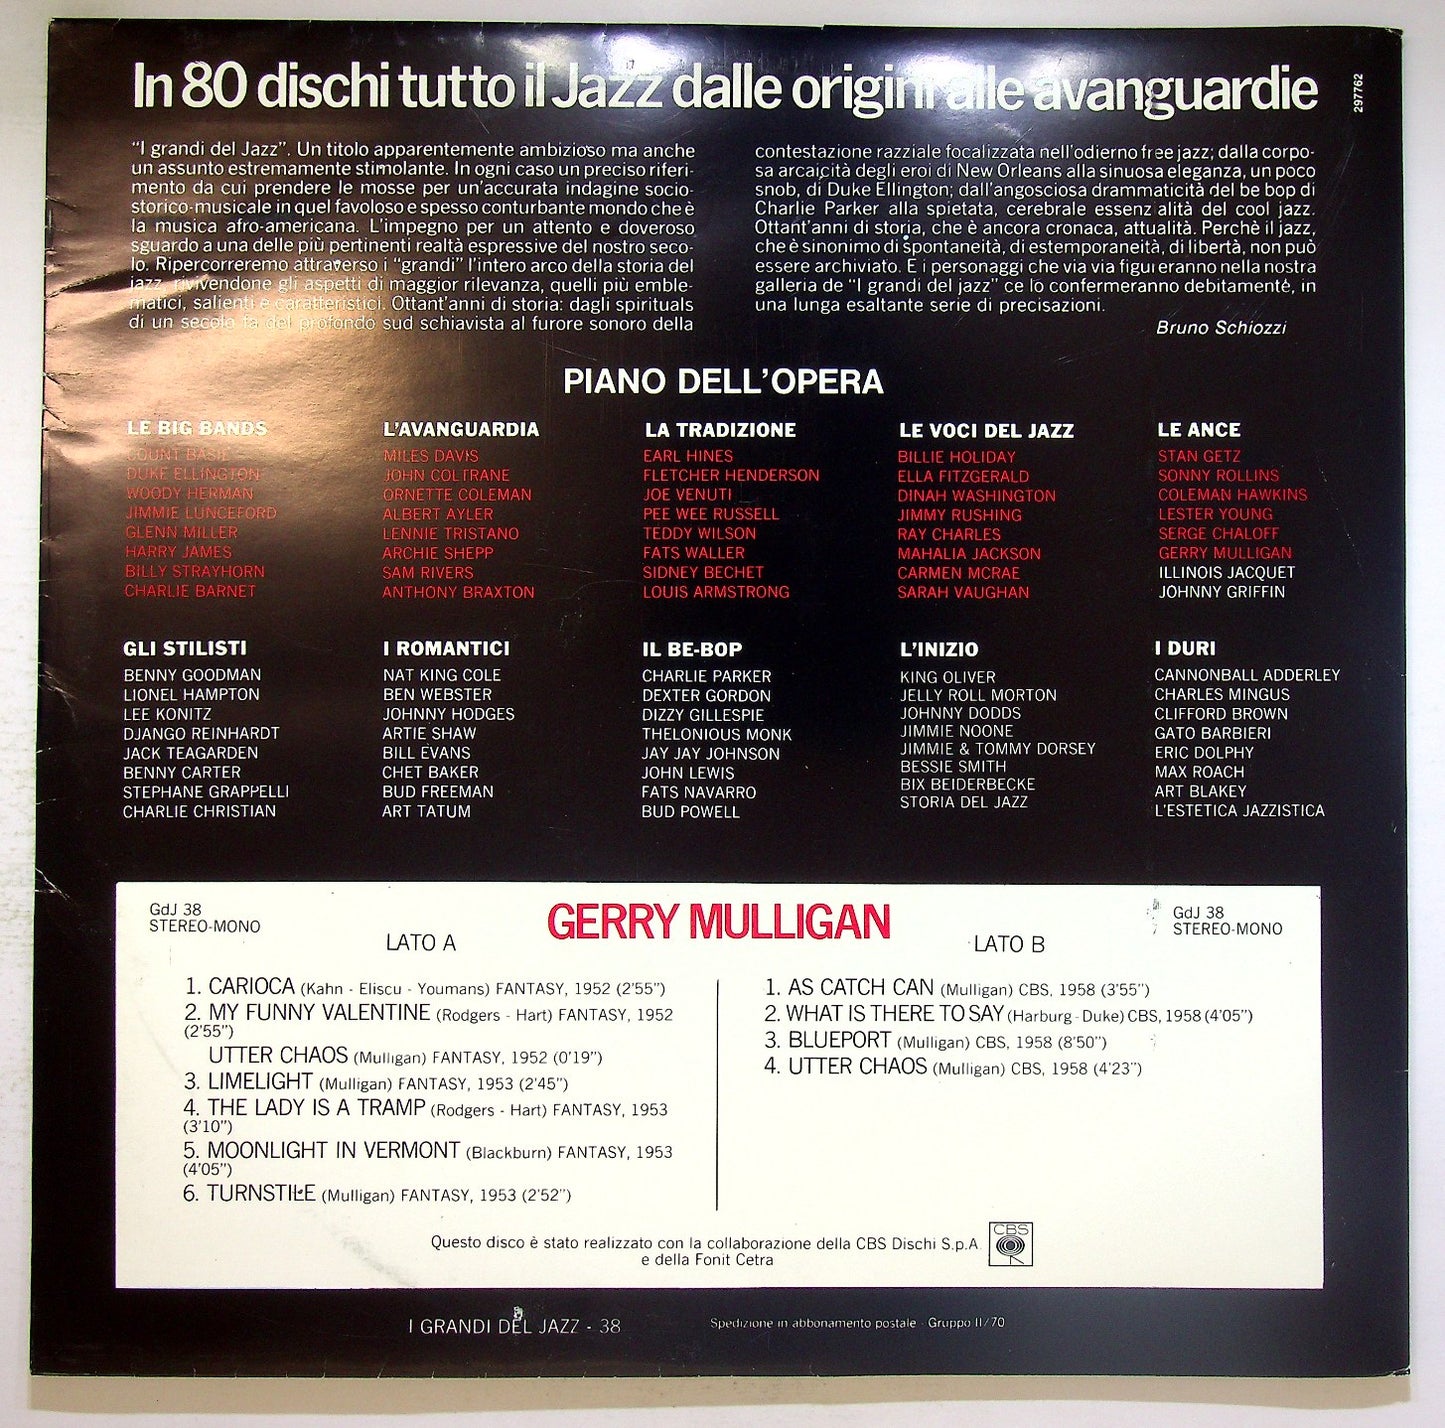 In 80 dischi tutto il Jazz dalle origini alle avanguardie
297762
“I grandi del Jazz”. Un titolo apparentemente ambizioso ma anche
un assunto estremamente stimolante. In ogni caso un preciso riferi-
mento da cui prendere le mosse per un’accurata indagine socio-
storico-musicale in quel favoloso e spesso conturbante mondo che è
la musica afro-americana. L’impegno per un attento e doveroso
sguardo a una delle più pertinenti realtà espressive del nostro seco-
lo. Ripercorreremo attraverso i “grandi” l’intero arco della storia del
jazz, rivivendone gli aspetti di maggior rilevanza, quelli più emble-
matici, salienti e caratteristici. Ottant’anni di storia: dagli spirituals
di un secolo fa del profondo sud schiavista al furore sonoro della
contestazione razziale focalizzata nell’odierno free jazz; dalla corpo-
sa arcaicità degli eroi di New Orleans alla sinuosa eleganza, un poco
snob, di Duke Ellington; dall’angosciosa drammaticità del be bop di
Charlie Parker alla spietata, cerebrale essenzialità del cool jazz.
Ottant’anni di storia, che è ancora cronaca, attualità. Perchè il jazz,
che è sinonimo di spontaneità, di estemporaneità, di libertà, non può
essere archiviato. E i personaggi che via via figureranno nella nostra
galleria de “I grandi del jazz” ce lo confermeranno debitamente, in
una lunga esaltante serie di precisazioni.
Bruno Schiozzi
PIANO DELL’OPERA
LE BIG BANDS
COUNT BASIE
DUKE ELLINGTON
WOODY HERMAN
JIMMIE LUNCEFORD
GLENN MILLER
HARRY JAMES
BILLY STRAYHORN
CHARLIE BARNET
L’AVANGUARDIA
MILES DAVIS
JOHN COLTRANE
ORNETTE COLEMAN
ALBERT AYLER
LENNIE TRISTANO
ARCHIE SHEPP
SAM RIVERS
ANTHONY BRAXTON
LA TRADIZIONE
EARL HINES
FLETCHER HENDERSON
JOE VENUTI
PEE WEE RUSSELL
TEDDY WILSON
FATS WALLER
SIDNEY BECHET
LOUIS ARMSTRONG
LE VOCI DEL JAZZ
BILLIE HOLIDAY
ELLA FITZGERALD
DINAH WASHINGTON
JIMMY RUSHING
RAY CHARLES
MAHALIA JACKSON
CARMEN MCRAE
SARAH VAUGHAN
LE ANCE
STAN GETZ
SONNY ROLLINS
COLEMAN HAWKINS
LESTER YOUNG
SERGE CHALOFF
GERRY MULLIGAN
ILLINOIS JACQUET
JOHNNY GRIFFIN
GLI STILISTI
BENNY GOODMAN
LIONEL HAMPTON
LEE KONITZ
DJANGO REINHARDT
JACK TEAGARDEN
BENNY CARTER
STEPHANE GRAPPELLI
CHARLIE CHRISTIAN
I ROMANTICI
NAT KING COLE
BEN WEBSTER
JOHNNY HODGES
ARTIE SHAW
BILL EVANS
CHET BAKER
BUD FREEMAN
ART TATUM
IL BE-BOP
CHARLIE PARKER
DEXTER GORDON
DIZZY GILLESPIE
THELONIOUS MONK
JAY JAY JOHNSON
JOHN LEWIS
FATS NAVARRO
BUD POWELL
L’INIZIO
KING OLIVER
JELLY ROLL MORTON
JOHNNY DODDS
JIMMIE NOONE
JIMMIE & TOMMY DORSEY
BESSIE SMITH
BIX BEIDERBECKE
STORIA DEL JAZZ
I DURI
CANNONBALL ADDERLEY
CHARLES MINGUS
CLIFFORD BROWN
GATO BARBIERI
ERIC DOLPHY
MAX ROACH
ART BLAKEY
L’ESTETICA JAZZISTICA
GdJ 38
STEREO-MONO
GERRY MULLIGAN
GdJ 38
STEREO-MONO
LATO A
1. CARIOCA (Kahn - Eliscu - Youmans) FANTASY, 1952 (2’55”)
2. MY FUNNY VALENTINE (Rodgers - Hart) FANTASY, 1952
(2’55”)
UTTER CHAOS (Mulligan) FANTASY, 1952 (0’19”)
3. LIMELIGHT (Mulligan) FANTASY, 1953 (2’45”)
4. THE LADY IS A TRAMP (Rodgers - Hart) FANTASY, 1953
(3’10”)
5. MOONLIGHT IN VERMONT (Blackburn) FANTASY, 1953
(4’05”)
6. TURNSTILE (Mulligan) FANTASY, 1953 (2’52”)
LATO B
1. AS CATCH CAN (Mulligan) CBS, 1958 (3’55”)
2. WHAT IS THERE TO SAY (Harburg - Duke) CBS, 1958 (4’05”)
3. BLUEPORT (Mulligan) CBS, 1958 (8’50”)
4. UTTER CHAOS (Mulligan) CBS, 1958 (4’23”)
Questo disco è stato realizzato con la collaborazione della CBS Dischi S.p.A.
e della Fonit Cetra
CBS
I GRANDI DEL JAZZ - 38
Spedizione in abbonamento postale - Gruppo II/70